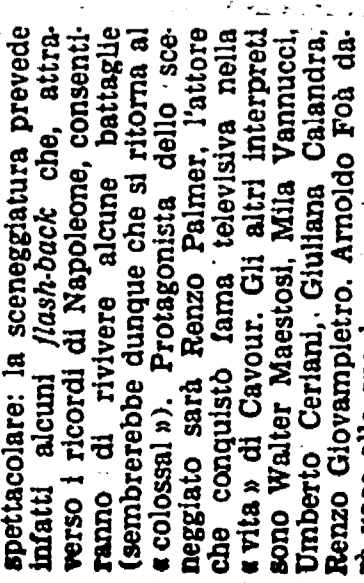 spettacolare: la sceneggiatura prevede
infatti alcuni flash-back che, attra-
verso i ricordi di Napoleone, consenti-
ranno di rivivere alcune battaglie
(sembrerebbe dunque che si ritorna al
« colossal »). Protagonista dello sce-
neggiato sarà Renzo Palmer, l'attore
che conquistò fama televisiva nella
« vita » di Cavour. Gli altri interpreti
sono Walter Maestosi, Mila Vannucci,
Umberto Ceriani, Giuliana Calandra,
Renzo Giovampietro. Arnoldo Foà da-